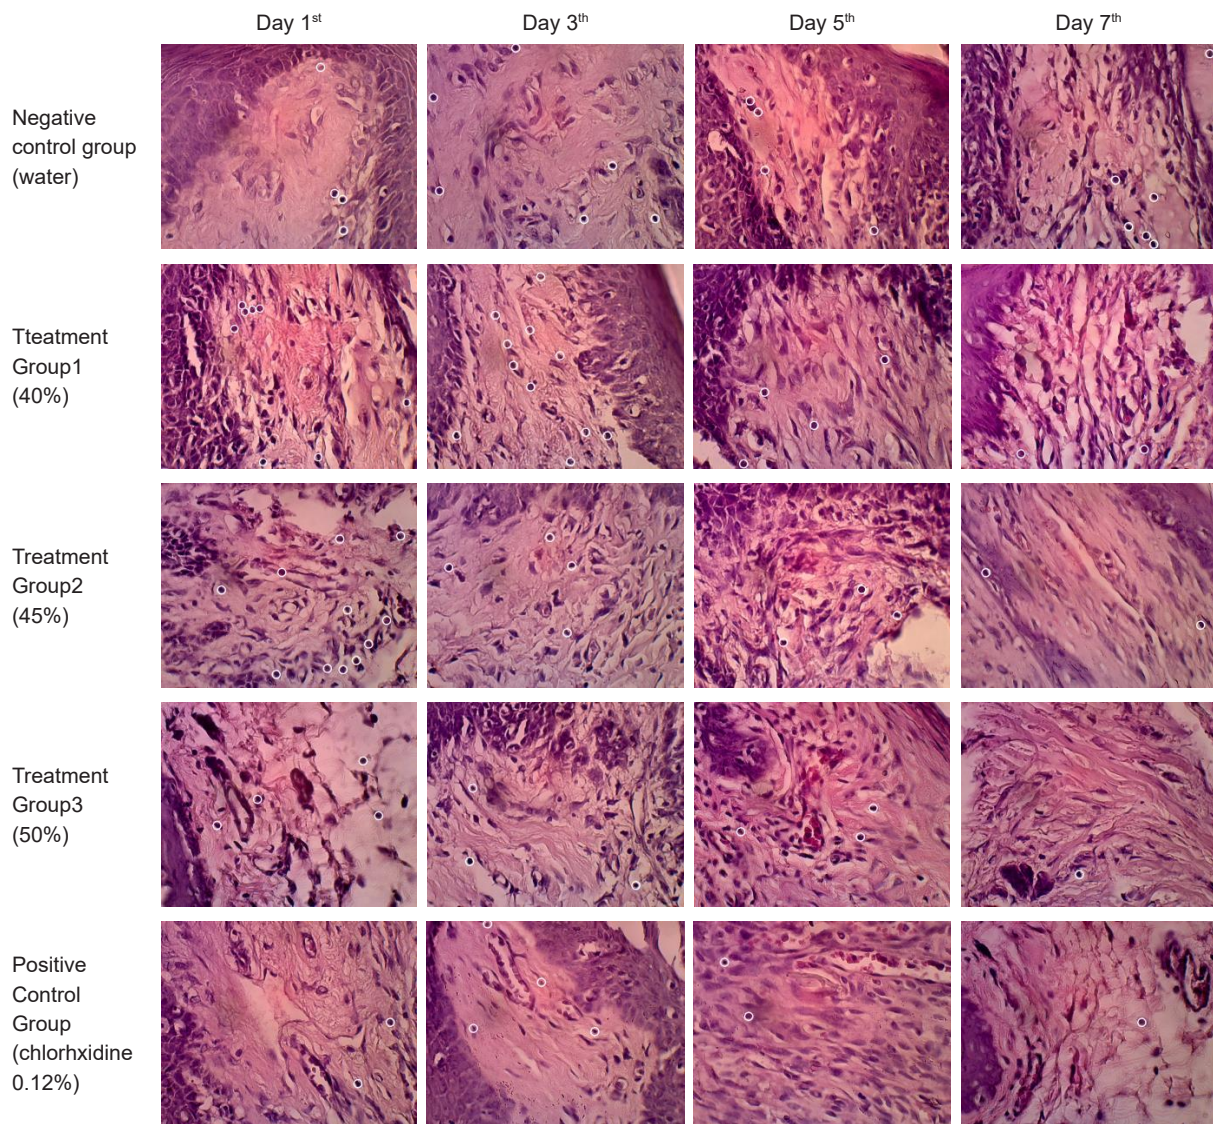 Day 1st
Day 3th
Day 5th
Day 7th
Negative
control group
(water)
Tteatment
Group1
(40%)
Treatment
Group2
(45%)
Treatment
Group3
(50%)
Positive
Control
Group
(chlorhxidine
0.12%)